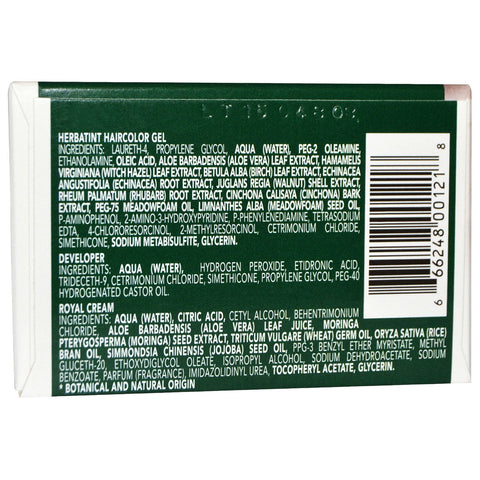 LT 15 04803
HERBATINT HAIRCOLOR GEL
INGREDIENTS: LAURETH-4, PROPYLENE GLYCOL, AQUA (WATER), PEG-2 OLEAMINE,
ETHANOLAMINE, OLEIC ACID, ALOE BARBADENSIS (ALOE VERA) LEAF EXTRACT, HAMAMELIS
VIRGINIANA (WITCH HAZEL) LEAF EXTRACT, BETULA ALBA (BIRCH) LEAF EXTRACT, ECHINACEA
ANGUSTIFOLIA (ECHINACEA) ROOT EXTRACT, JUGLANS REGIA (WALNUT) SHELL EXTRACT,
RHEUM PALMATUM (RHUBARB) ROOT EXTRACT, CINCHONA CALISAYA (CINCHONA) BARK
EXTRACT, PEG-75 MEADOWFOAM OIL, LIMNANTHES ALBA (MEADOWFOAM) SEED OIL,
P-AMINOPHENOL, 2-AMINO-3-HYDROXYPYRIDINE, P-PHENYLENEDIAMINE, TETRASODIUM
EDTA, 4-CHLORORESORCINOL, 2-METHYLRESORCINOL, CETRIMONIUM CHLORIDE,
SIMETHICONE, SODIUM METABISULFITE, GLYCERIN.
DEVELOPER
INGREDIENTS: AQUA (WATER), HYDROGEN PEROXIDE, ETIDRONIC ACID,
TRIDECETH-9, CETRIMONIUM CHLORIDE, SIMETHICONE, PROPYLENE GLYCOL, PEG-40
HYDROGENATED CASTOR OIL.
ROYAL CREAM
INGREDIENTS: AQUA (WATER), CITRIC ACID, CETYL ALCOHOL, BEHENTRIMONIUM
CHLORIDE, ALOE BARBADENSIS (ALOE VERA) LEAF JUICE, MORINGA
PTERYGOSPERMA (MORINGA) SEED EXTRACT, TRITICUM VULGARE (WHEAT) GERM OIL, ORYZA SATIVA (RICE)
BRAN OIL, SIMMONDSIA CHINENSIS (JOJOBA) SEED OIL, PPG-3 BENZYL ETHER MYRISTATE, METHYL
GLUCETH-20, ETHOXYDIGLYCOL OLEATE, ISOPROPYL ALCOHOL, SODIUM DEHYDROACETATE, SODIUM
BENZOATE, PARFUM (FRAGRANCE), IMIDAZOLIDINYL UREA, TOCOPHERYL ACETATE, GLYCERIN.
* BOTANICAL AND NATURAL ORIGIN
6 66248 00121 8